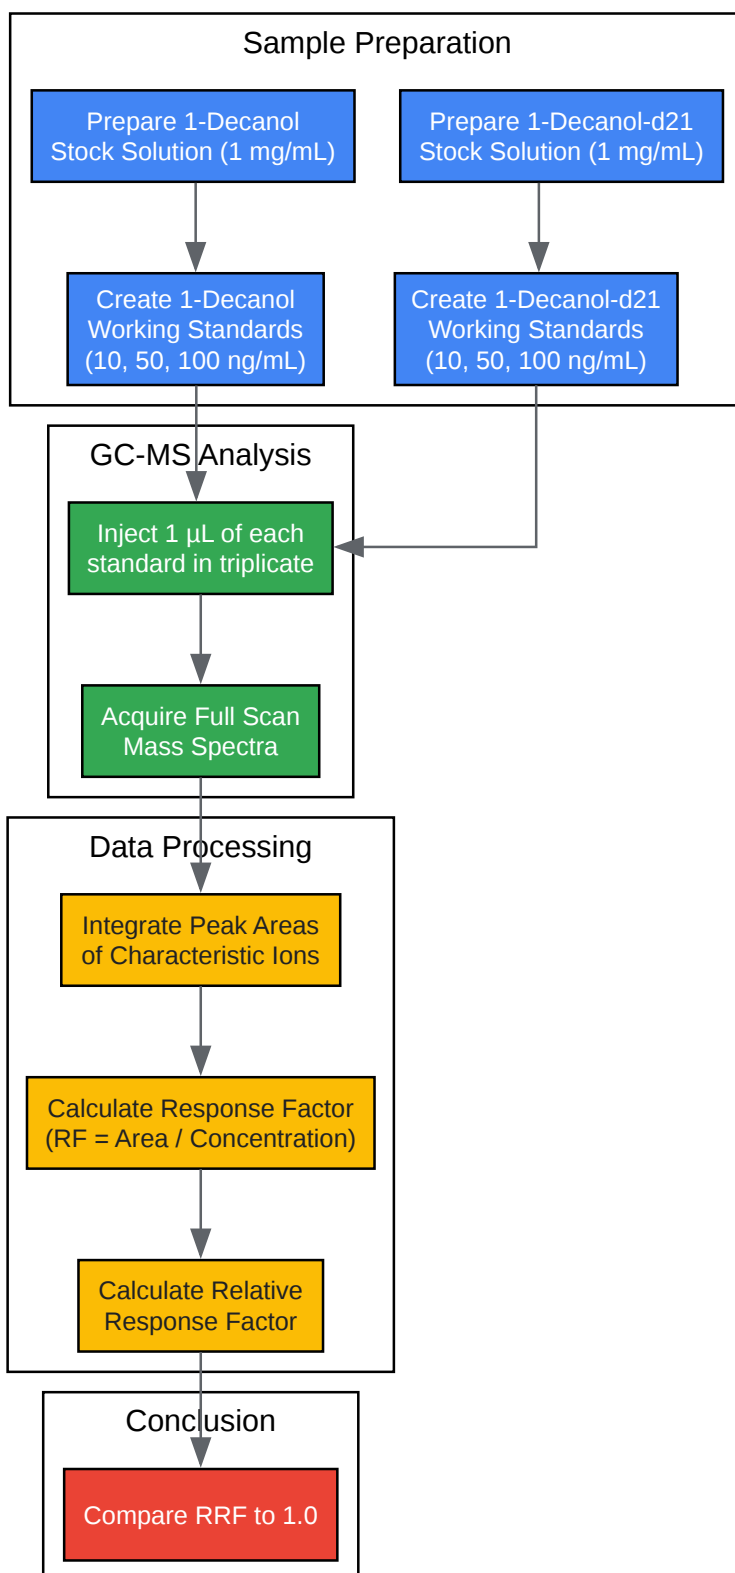 Sample Preparation
Prepare 1-Decanol
Stock Solution (1 mg/mL)
Prepare 1-Decanol-d21
Stock Solution (1 mg/mL)
Create 1-Decanol
Working Standards
(10, 50, 100 ng/mL)
Create 1-Decanol-d21
Working Standards
(10, 50, 100 ng/mL)
GC-MS Analysis
Inject 1 µL of each
standard in triplicate
Acquire Full Scan
Mass Spectra
Data Processing
Integrate Peak Areas
of Characteristic Ions
Calculate Response Factor
(RF = Area / Concentration)
Calculate Relative
Response Factor
Conclusion
Compare RRF to 1.0